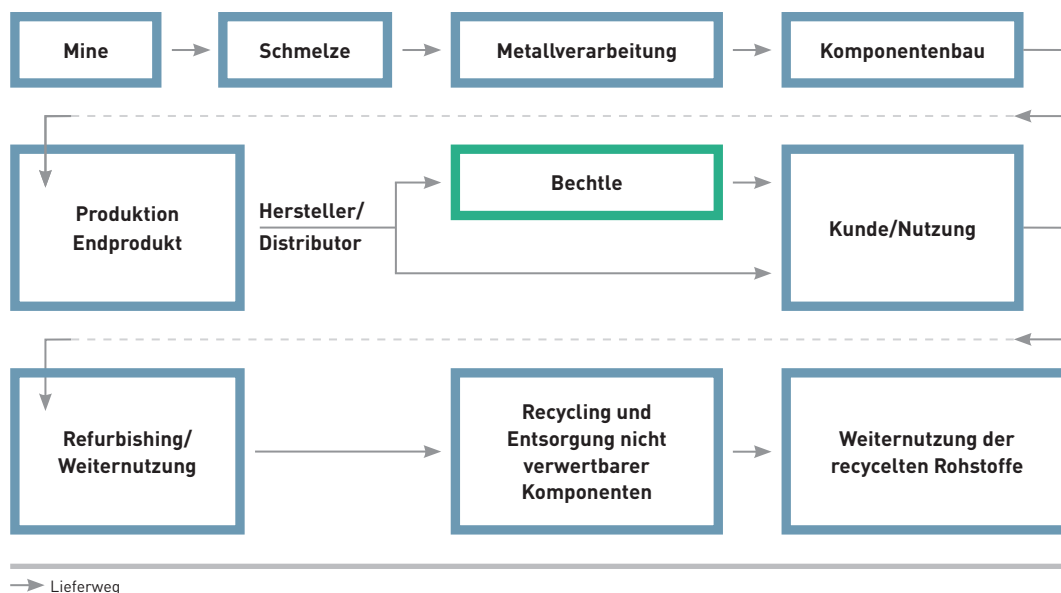 Mine
Schmelze
Metallverarbeitung
Komponentenbau
Produktion
Endprodukt
Hersteller/
Distributor
Bechtle
Kunde/Nutzung
Refurbishing/
Weiternutzung
Recycling und
Entsorgung nicht
verwertbarer
Komponenten
Weiternutzung der
recycelten Rohstoffe
Lieferweg